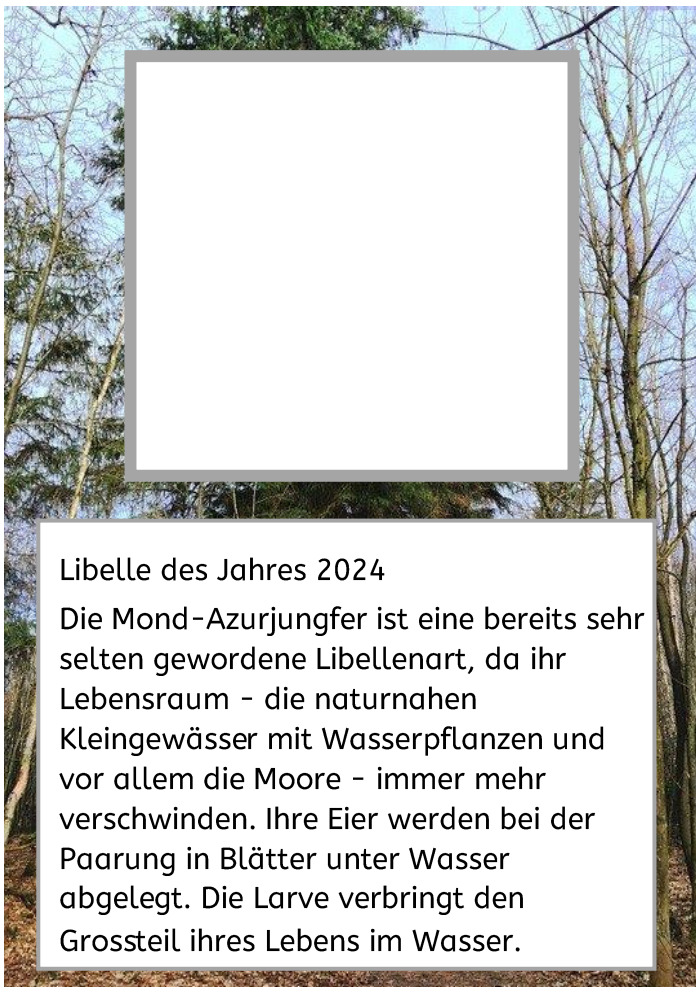 Libelle des Jahres 2024
Die Mond-Azurjungfer ist eine bereits sehr
selten gewordene Libellenart, da ihr
Lebensraum - die naturnahen
Kleingewässer mit Wasserpflanzen und
vor allem die Moore - immer mehr
verschwinden. Ihre Eier werden bei der
Paarung in Blätter unter Wasser
abgelegt. Die Larve verbringt den
Grossteil ihres Lebens im Wasser.